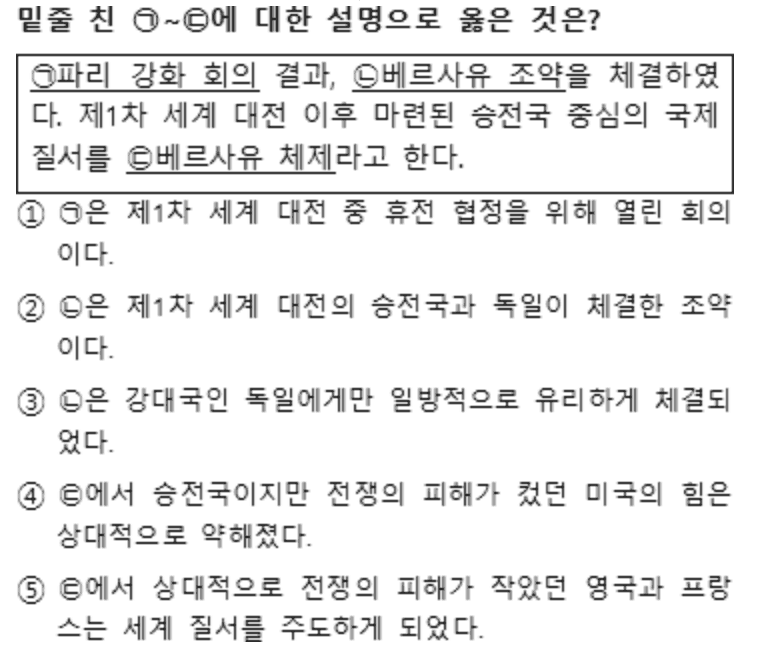 밑줄 친 ㉠~㉢에 대한 설명으로 옳은 것은?
㉠파리 강화 회의 결과, ㉡베르사유 조약을 체결하였
다. 제1차 세계 대전 이후 마련된 승전국 중심의 국제
질서를 ㉢베르사유 체제라고 한다.
① ㉠은 제1차 세계 대전 중 휴전 협정을 위해 열린 회의
이다.
② ㉡은 제1차 세계 대전의 승전국과 독일이 체결한 조약
이다.
③ ㉡은 강대국인 독일에게만 일방적으로 유리하게 체결되
었다.
④ ㉢에서 승전국이지만 전쟁의 피해가 컸던 미국의 힘은
상대적으로 약해졌다.
⑤ ㉢에서 상대적으로 전쟁의 피해가 작았던 영국과 프랑
스는 세계 질서를 주도하게 되었다.